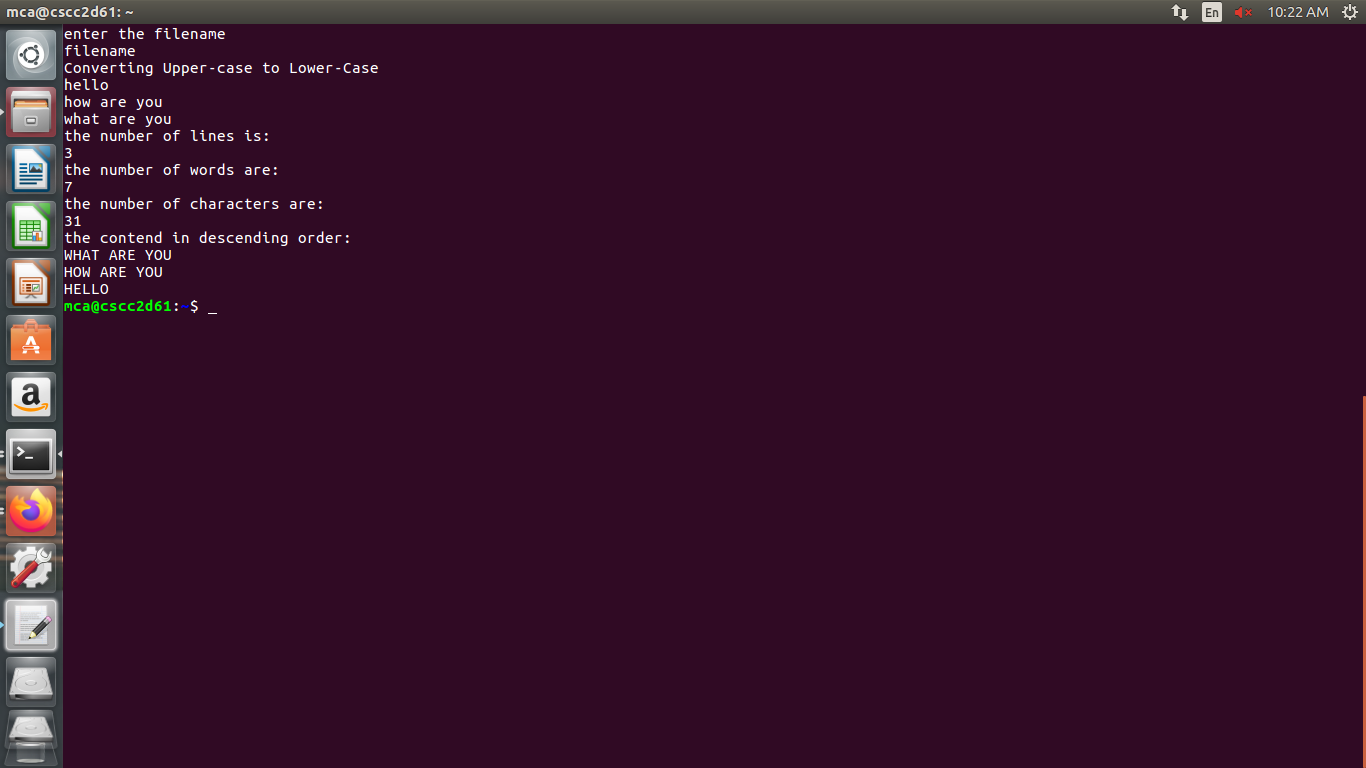 mca@cscc2d61: ~
En
10:22 AM
enter the filename
filename
Converting Upper-case to Lower-Case
hello
how are you
what are you
the number of lines is:
3
the number of words are:
7
the number of characters are:
31
the contend in descending order:
WHAT ARE YOU
HOW ARE YOU
HELLO
mca@cscc2d61:~$ _